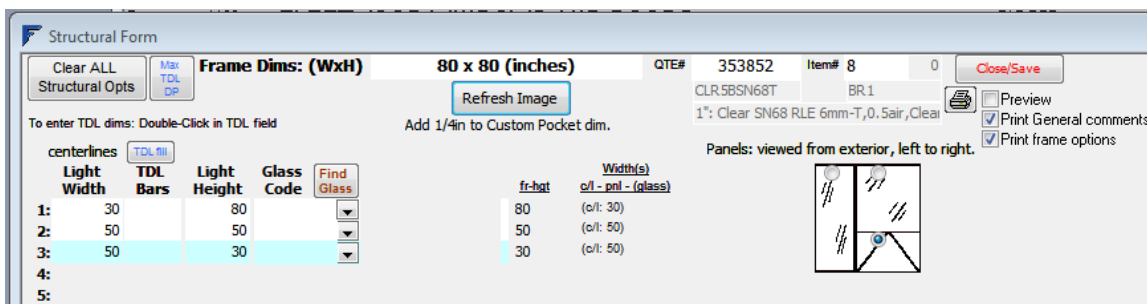 Structural Form
Clear ALL Structural Opts
Max TDL DP
Frame Dims: (WxH)
80 x 80 (inches)
QTE#
353852
Item# 8
0
Close/Save
Refresh Image
CLR5BSN68T
BR1
1": Clear SN68 RLE 6mm-T,0.5air,Clear
Preview
Print General comments
Print frame options
To enter TDL dims: Double-Click in TDL field
Add 1/4in to Custom Pocket dim.
Panels: viewed from exterior, left to right.
centerlines
TDL fill
Light Width
TDL Bars
Light Height
Glass Code
Find Glass
fr-hgt
Width(s)
c/l - pnl - (glass)
1: 30 80 80 (c/l: 30)
2: 50 50 50 (c/l: 50)
3: 50 30 30 (c/l: 50)
4:
5: